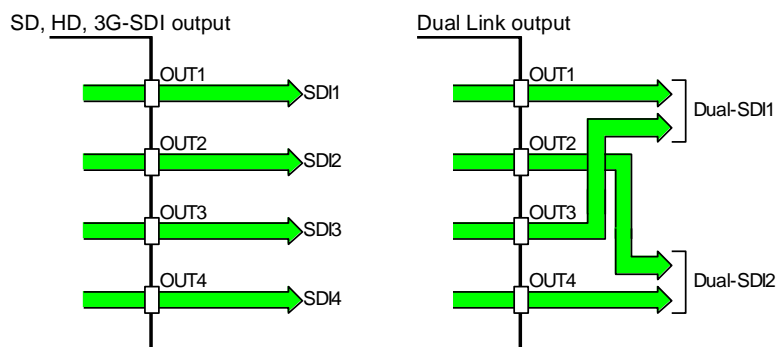 SD, HD, 3G-SDI output
OUT1
SDI1
OUT2
SDI2
OUT3
SDI3
OUT4
SDI4
Dual Link output
OUT1
Dual-SDI1
OUT2
OUT3
OUT4
Dual-SDI2